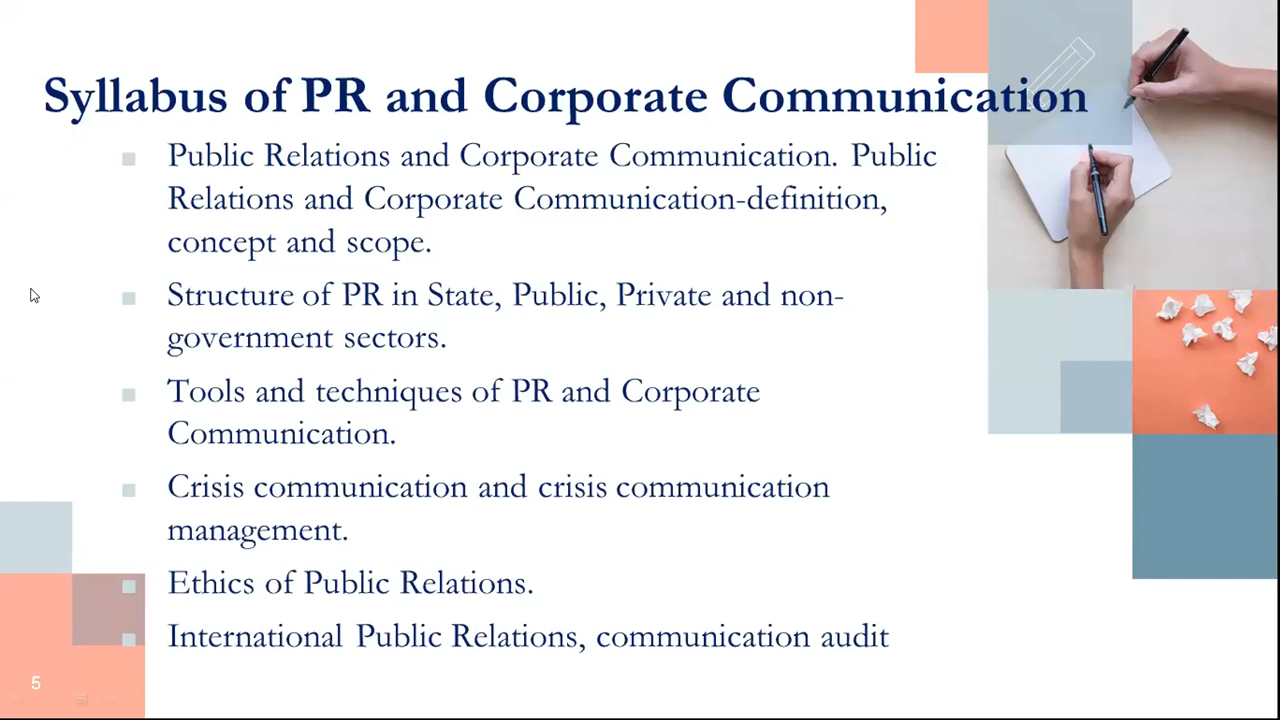 Syllabus of PR and Corporate Communication
Public Relations and Corporate Communication. Public
Relations and Corporate Communication-definition,
concept and scope.
Structure of PR in State, Public, Private and non-
government sectors.
Tools and techniques of PR and Corporate
Communication.
Crisis communication and crisis communication
management.
Ethics of Public Relations.
International Public Relations, communication audit
5